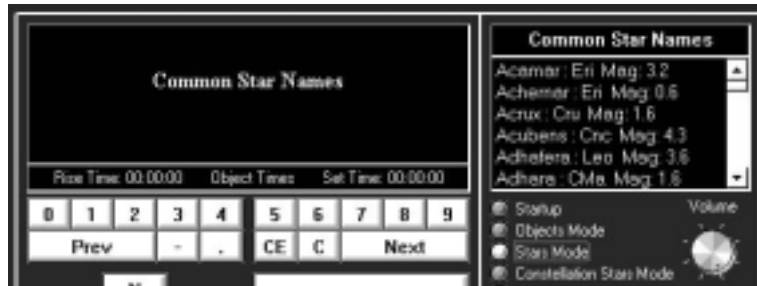 Common Star Names
Rise Time: 00:00:00 Object Times Set Time: 00:00:00
0 1 2 3 4 5 6 7 8 9
Prev - . CE C Next
N
Common Star Names
Acamar : Eri Mag: 3.2
Achernar : Eri Mag: 0.6
Acrux : Cru Mag: 1.6
Acubens : Cnc Mag: 4.3
Adhafera : Leo Mag: 3.6
Adhara : CMa Mag: 1.6
Startup
Objects Mode
Stars Mode
Constellation Stars Mode
Volume